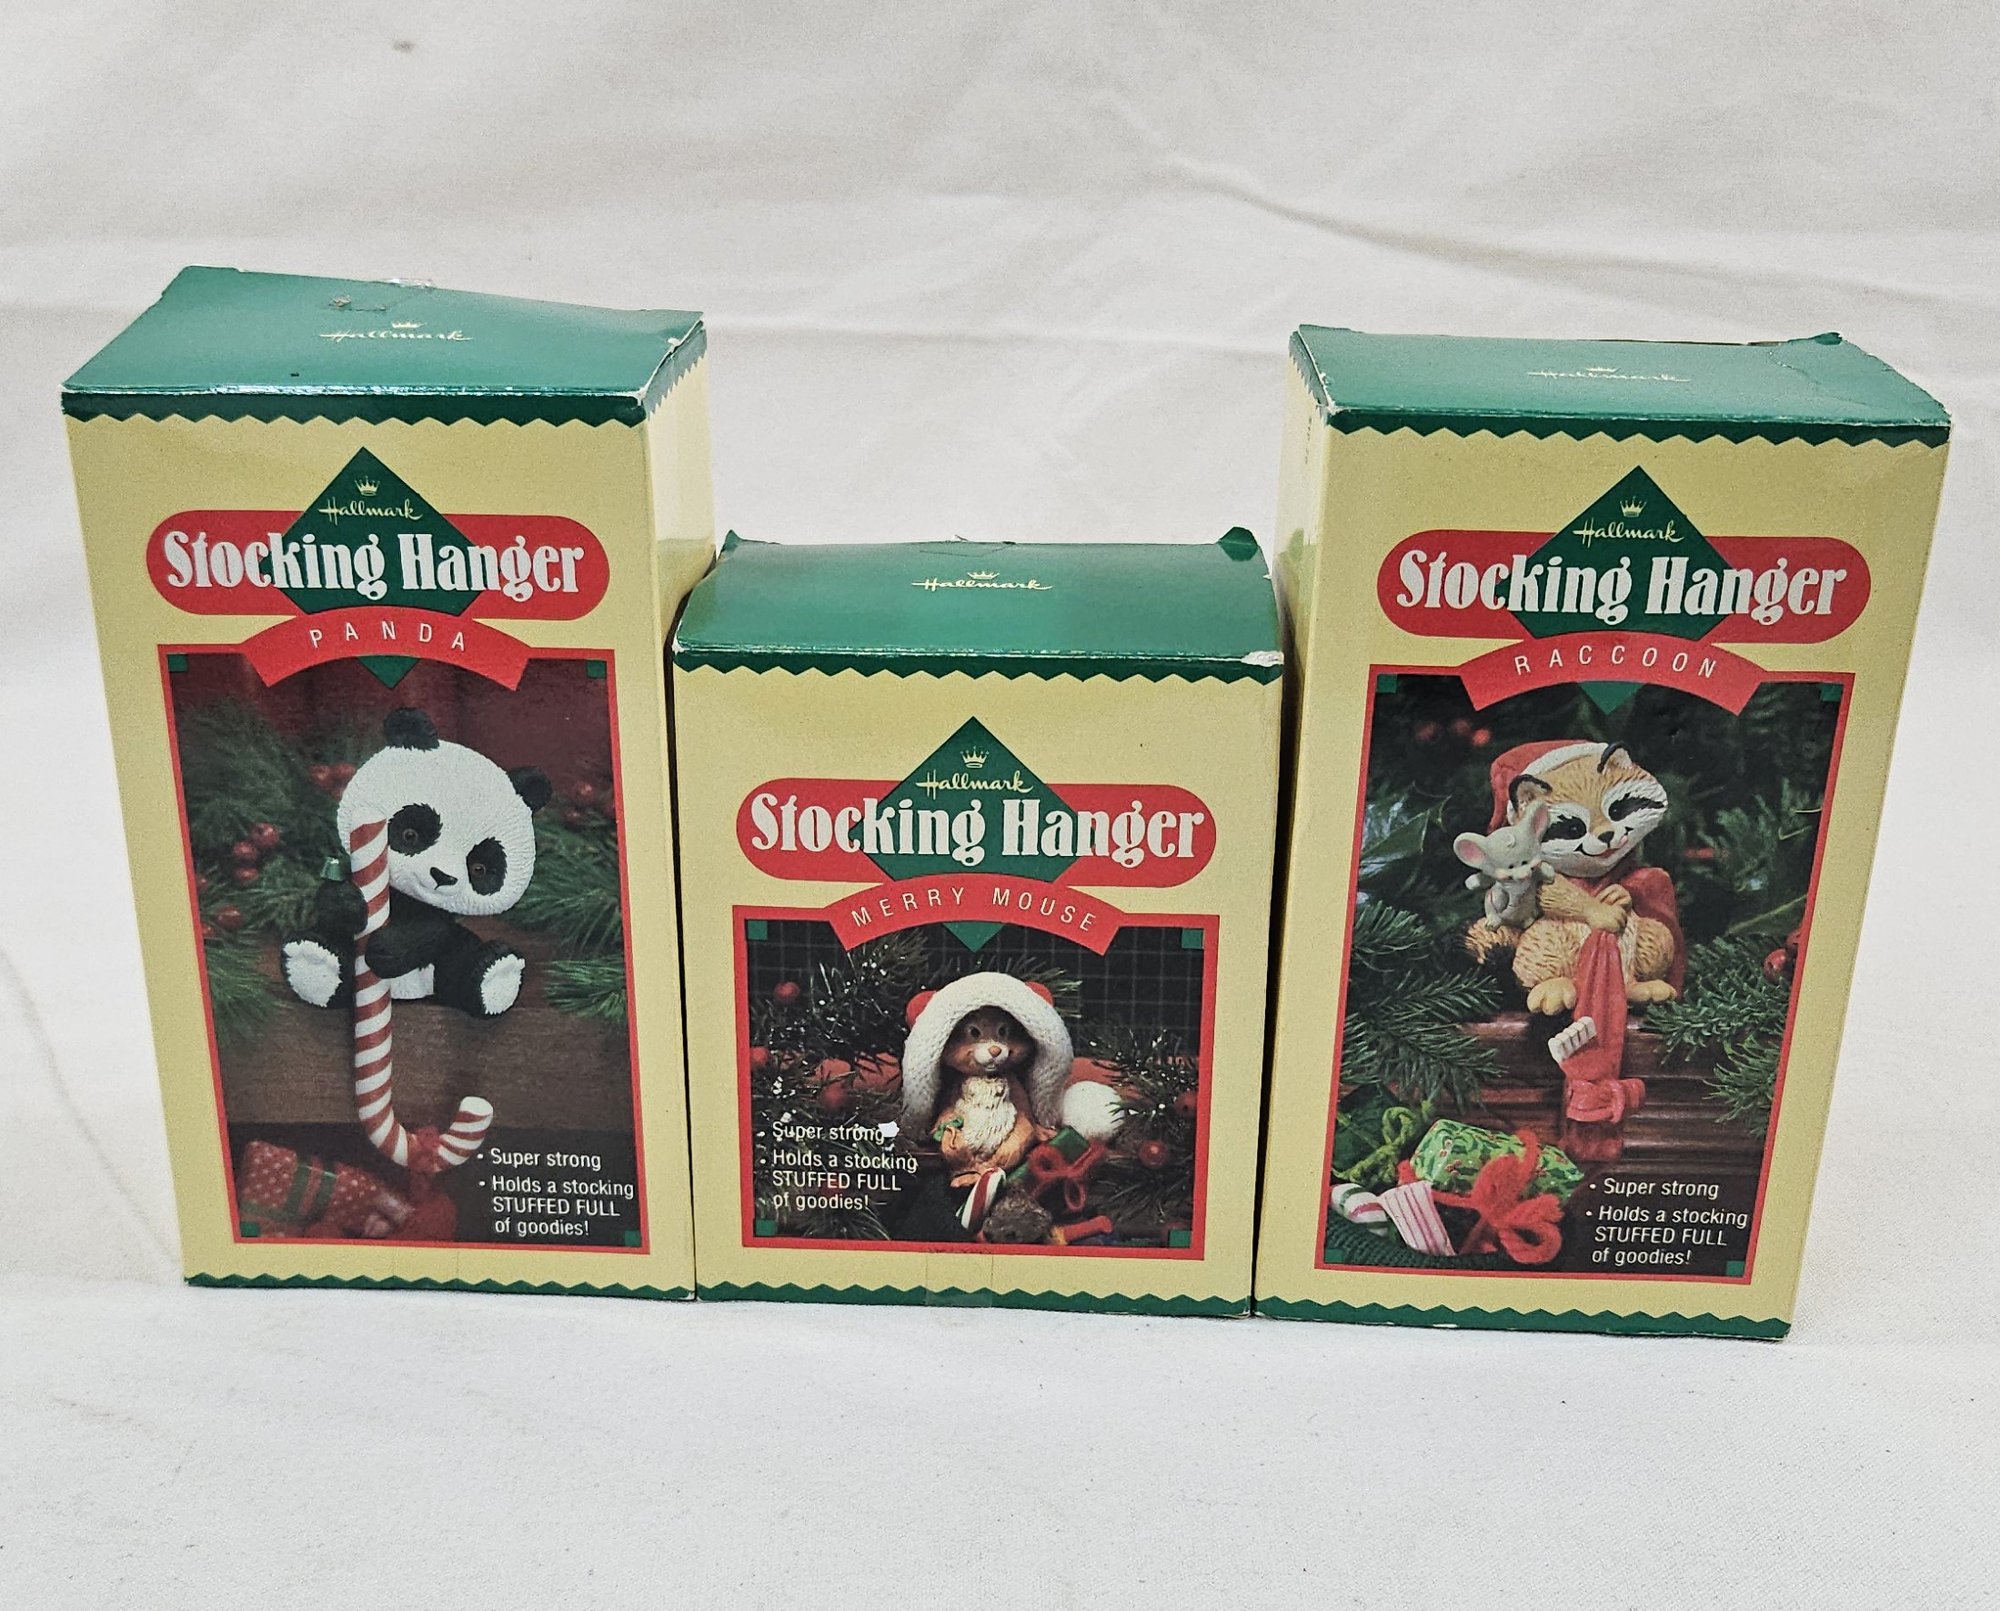 Hallmark
Hallmark
Stocking Hanger
PANDA
• Super strong
• Holds a stocking
STUFFED FULL
of goodies!
Hallmark
Hallmark
Stocking Hanger
MERRY MOUSE
• Super strong
• Holds a stocking
STUFFED FULL
of goodies!
Hallmark
Hallmark
Stocking Hanger
RACCOON
• Super strong
• Holds a stocking
STUFFED FULL
of goodies!